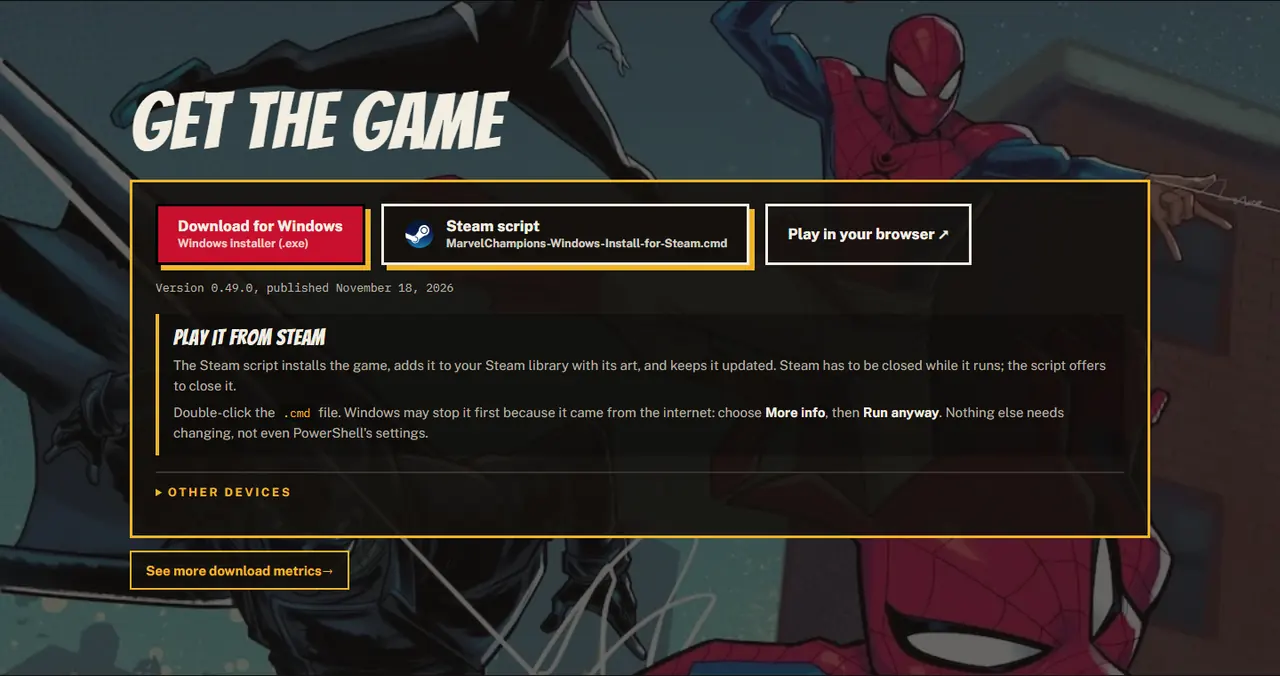 GET THE GAME
Download for Windows
Windows installer (.exe)
Steam script
MarvelChampions-Windows-Install-for-Steam.cmd
Play in your browser ↗
Version 0.49.0, published November 18, 2026
PLAY IT FROM STEAM
The Steam script installs the game, adds it to your Steam library with its art, and keeps it updated. Steam has to be closed while it runs; the script offers
to close it.
Double-click the .cmd file. Windows may stop it first because it came from the internet: choose More info, then Run anyway. Nothing else needs
changing, not even PowerShell's settings.
▸ OTHER DEVICES
See more download metrics→